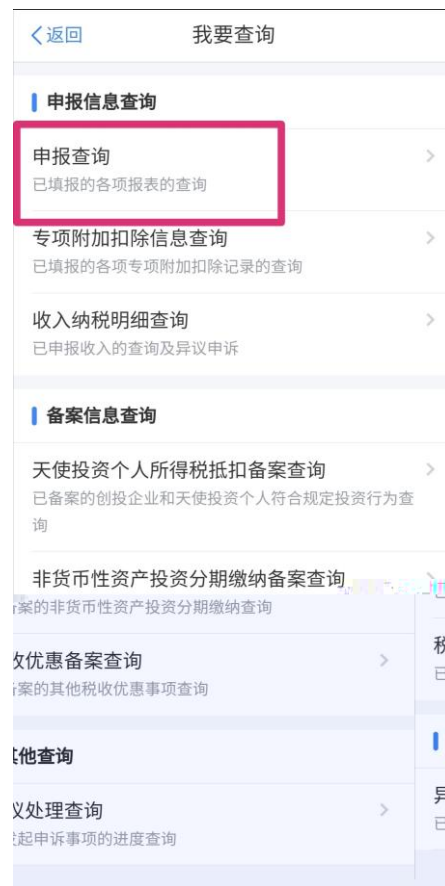 返回 我要查询
申报信息查询
申报查询
已填报的各项报表的查询
专项附加扣除信息查询
已填报的各项专项附加扣除记录的查询
收入纳税明细查询
已申报收入的查询及异议申诉
备案信息查询
天使投资个人所得税抵扣备案查询
已备案的创投企业和天使投资个人符合规定投资行为查
询
非货币性资产投资分期缴纳备案查询
案的非货币性资产投资分期缴纳查询
收优惠备案查询
案的其他税收优惠事项查询
税
已
其他查询
议处理查询
起申诉事项的进度查询
异
已